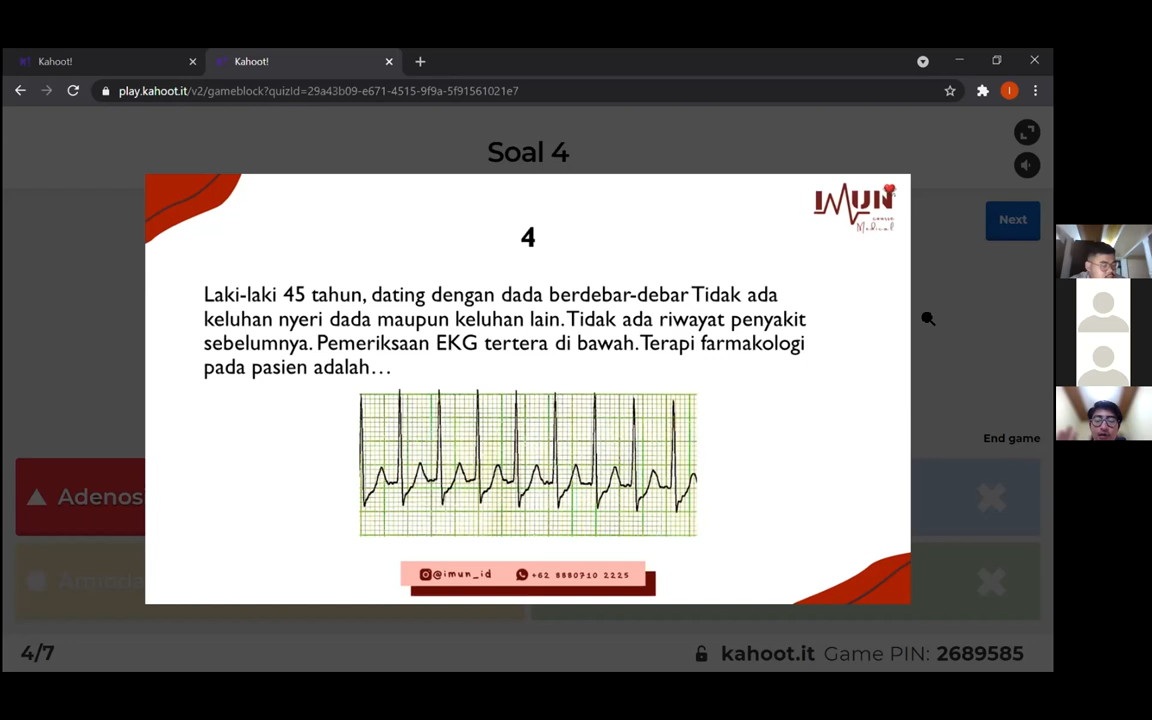 Kahoot!
Kahoot!
play.kahoot.it/v2/gameblock?quizId=29a43b09-e671-4515-9f9a-5f91561021e7
I
Soal 4
IMUN
course
Medical
Next
4
Laki-laki 45 tahun, dating dengan dada berdebar-debar Tidak ada
keluhan nyeri dada maupun keluhan lain. Tidak ada riwayat penyakit
sebelumnya. Pemeriksaan EKG tertera di bawah. Terapi farmakologi
pada pasien adalah...
End game
Adenos
Amioda
@imun_id +62 8880710 2225
4/7
kahoot.it Game PIN: 2689585